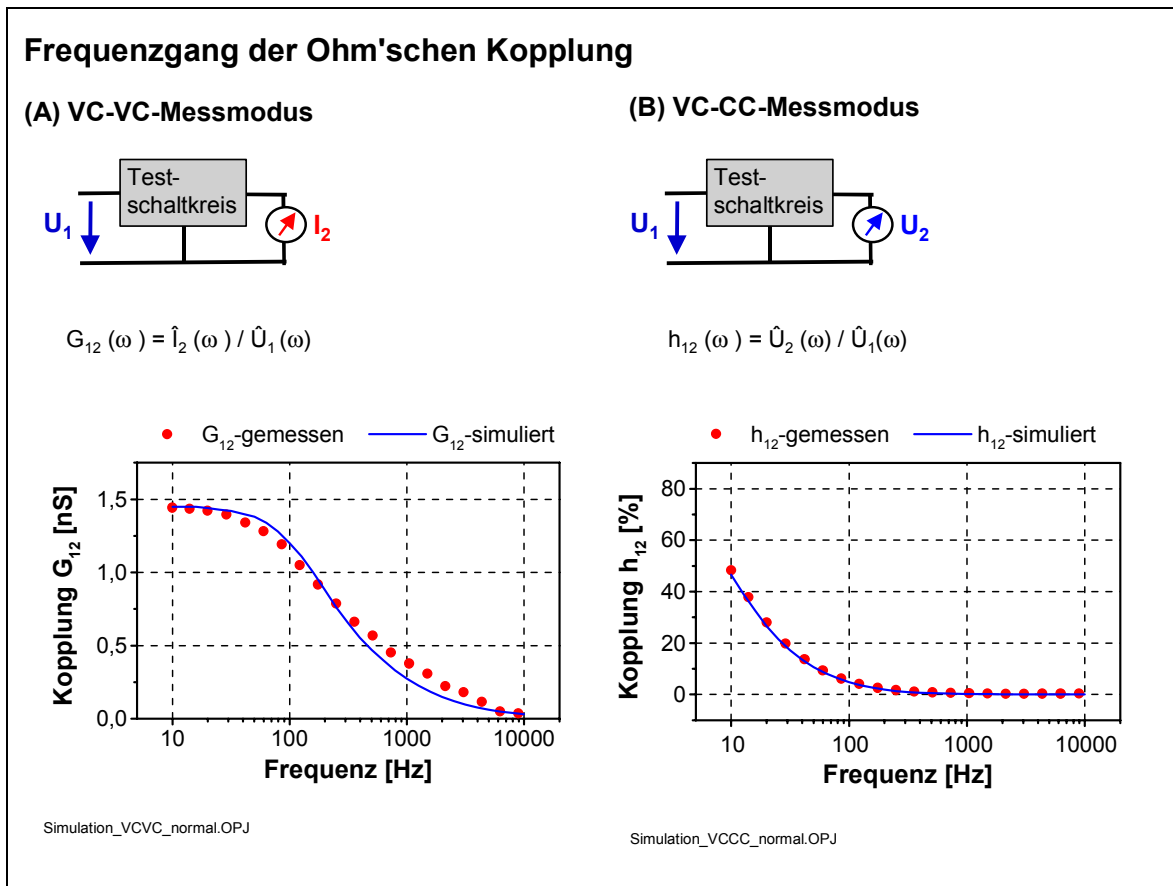 Frequenzgang der Ohm'schen Kopplung
(A) VC-VC-Messmodus
Test-
schaltkreis
U₁
I₂
G₁₂ (ω ) = Î₂ (ω ) / Û₁ (ω)
G₁₂-gemessen
G₁₂-simuliert
Kopplung G₁₂ [nS]
1,5
1,0
0,5
0,0
10
100
1000
10000
Frequenz [Hz]
Simulation_VCVC_normal.OPJ
(B) VC-CC-Messmodus
Test-
schaltkreis
U₁
U₂
h₁₂ (ω ) = Û₂ (ω) / Û₁(ω)
h₁₂-gemessen
h₁₂-simuliert
Kopplung h₁₂ [%]
80
60
40
20
0
10
100
1000
10000
Frequenz [Hz]
Simulation_VCCC_normal.OPJ